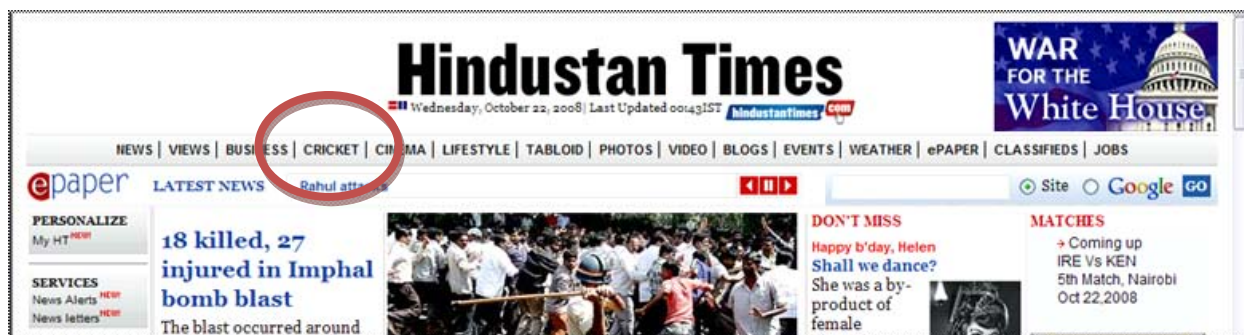 Hindustan Times
WAR
FOR THE
White House
Wednesday, October 22, 2008| Last Updated 00:43IST hindustantimes.com
NEWS | VIEWS | BUSINESS | CRICKET | CINEMA | LIFESTYLE | TABLOID | PHOTOS | VIDEO | BLOGS | EVENTS | WEATHER | ePAPER | CLASSIFIEDS | JOBS
epaper LATEST NEWS Rahul attacks Site Google GO
PERSONALIZE
My HT NEW!
SERVICES
News Alerts NEW!
News letters NEW!
18 killed, 27
injured in Imphal
bomb blast
The blast occurred around
DON'T MISS
Happy b'day, Helen
Shall we dance?
She was a by-
product of
female
MATCHES
Coming up
IRE Vs KEN
5th Match, Nairobi
Oct 22,2008